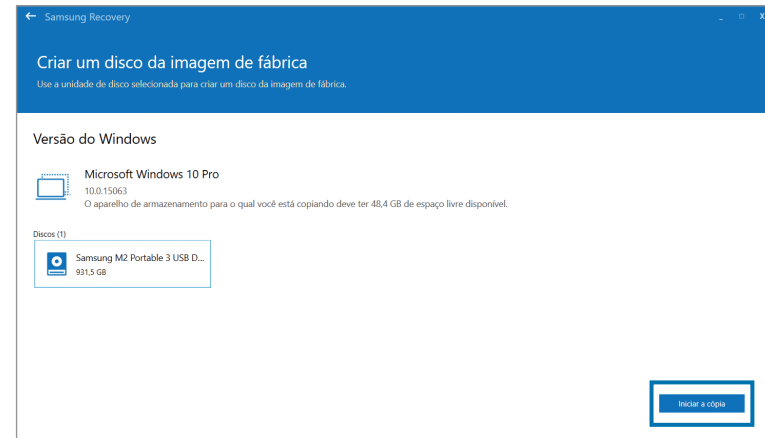 Samsung Recovery
Criar um disco da imagem de fábrica
Use a unidade de disco selecionada para criar um disco da imagem de fábrica.
Versão do Windows
Microsoft Windows 10 Pro
10.0.15063
O aparelho de armazenamento para o qual você está copiando deve ter 48,4 GB de espaço livre disponível.
Discos (1)
Samsung M2 Portable 3 USB D...
931,5 GB
Iniciar a cópia